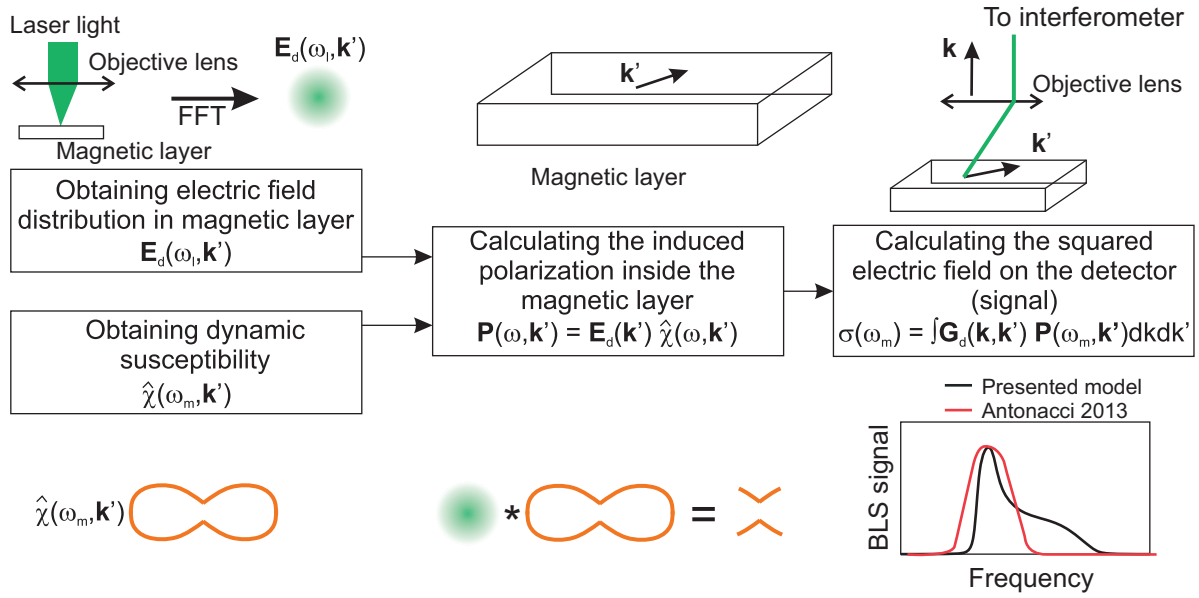 Laser light
Objective lens
FFT
Magnetic layer
E_d(ω_l,k’)
k’
Magnetic layer
To interferometer
k
Objective lens
k’
Obtaining electric field
distribution in magnetic layer
E_d(ω_l,k’)
Obtaining dynamic
susceptibility
χ̂(ω_m,k’)
Calculating the induced
polarization inside the
magnetic layer
P(ω,k’) = E_d(k’) χ̂(ω,k’)
Calculating the squared
electric field on the detector
(signal)
σ(ω_m) = ∫G_d(k,k’) P(ω_m,k’)dkdk’
χ̂(ω_m,k’)
* =
Presented model
Antonacci 2013
BLS signal
Frequency